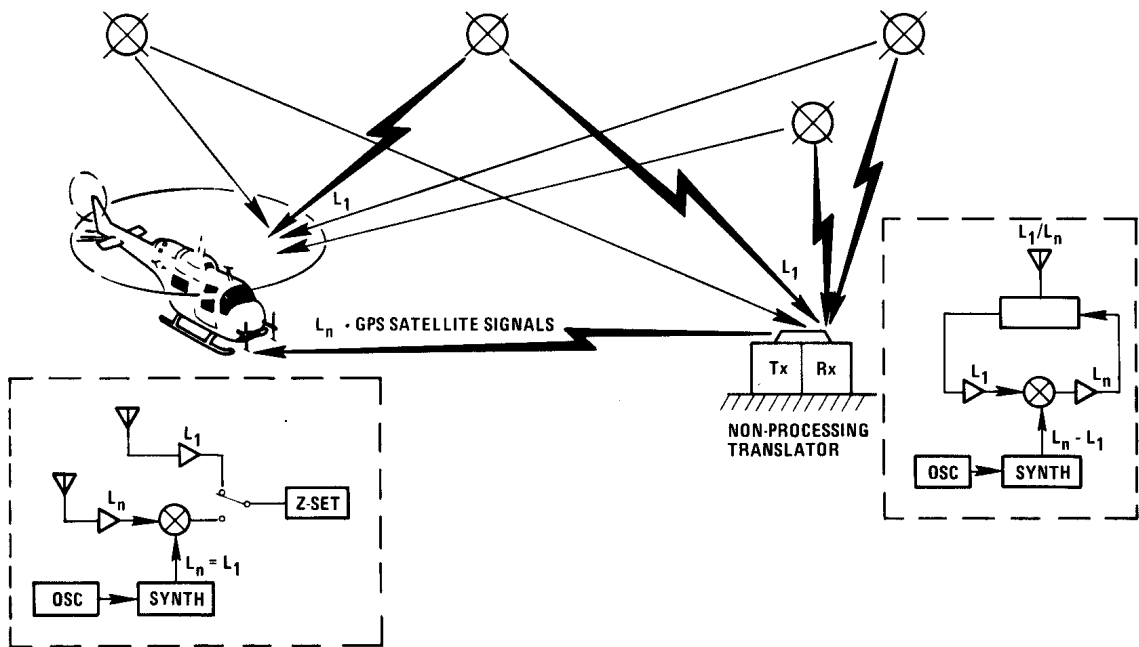 L1
L1
Ln · GPS SATELLITE SIGNALS
Tx
Rx
NON-PROCESSING
TRANSLATOR
L1/Ln
L1
Ln
Ln - L1
OSC
SYNTH
L1
Ln
Z-SET
Ln = L1
OSC
SYNTH